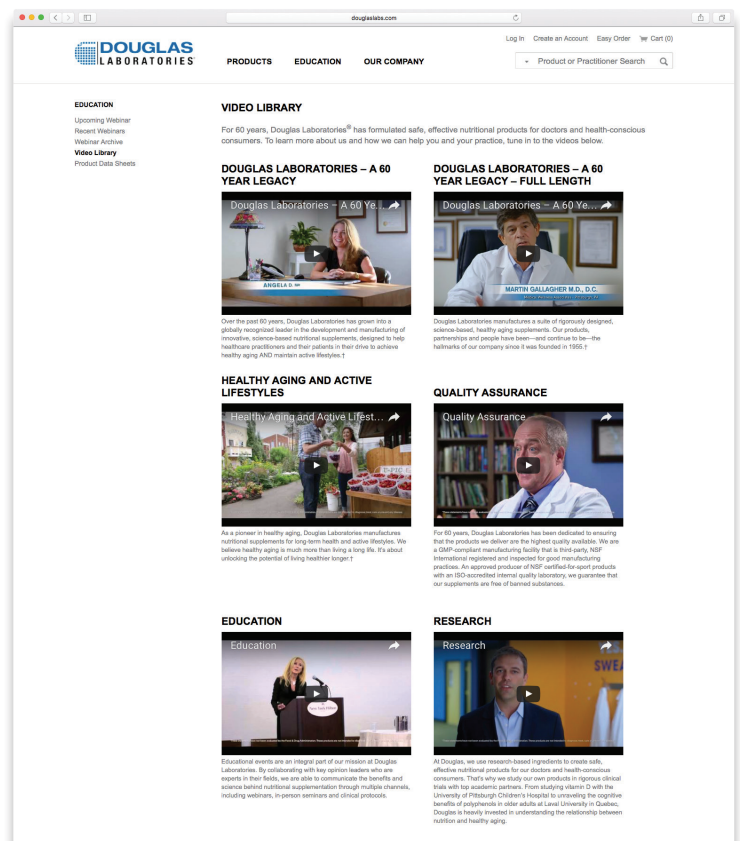 douglaslabs.com
Log In Create an Account Easy Order Cart (0)
DOUGLAS
LABORATORIES
PRODUCTS EDUCATION OUR COMPANY
Product or Practitioner Search
EDUCATION
Upcoming Webinar
Recent Webinars
Webinar Archive
Video Library
Product Data Sheets
VIDEO LIBRARY
For 60 years, Douglas Laboratories® has formulated safe, effective nutritional products for doctors and health-conscious
consumers. To learn more about us and how we can help you and your practice, tune in to the videos below.
DOUGLAS LABORATORIES – A 60
YEAR LEGACY
Douglas Laboratories – A 60 Ye...
ANGELA D.
Over the past 60 years, Douglas Laboratories has grown into a
globally recognized leader in the development and manufacturing of
innovative, science-based nutritional supplements, designed to help
healthcare practitioners and their patients in their drive to achieve
healthy aging AND maintain active lifestyles.†
DOUGLAS LABORATORIES – A 60
YEAR LEGACY – FULL LENGTH
Douglas Laboratories – A 60 Ye...
MARTIN GALLAGHER M.D., D.C.
Douglas Laboratories manufactures a suite of rigorously designed,
science-based, healthy aging supplements. Our products,
partnerships and people have been—and continue to be—the
hallmarks of our company since it was founded in 1955.†
HEALTHY AGING AND ACTIVE
LIFESTYLES
Healthy Aging and Active Lifest...
As a pioneer in healthy aging, Douglas Laboratories manufactures
nutritional supplements for long-term health and active lifestyles. We
believe healthy aging is much more than living a long life. It's about
unlocking the potential of living healthier longer.†
QUALITY ASSURANCE
Quality Assurance
For 60 years, Douglas Laboratories has been dedicated to ensuring
that the products we deliver are the highest quality available. We are
a GMP-compliant manufacturing facility that is third-party, NSF
International registered and inspected for good manufacturing
practices. An approved producer of NSF certified-for-sport products
with an ISO-accredited internal quality laboratory, we guarantee that
our supplements are free of banned substances.
EDUCATION
Education
Educational events are an integral part of our mission at Douglas
Laboratories. By collaborating with key opinion leaders who are
experts in their fields, we are able to communicate the benefits and
science behind nutritional supplementation through multiple channels,
including webinars, in-person seminars and clinical protocols.
RESEARCH
Research
SWEA
At Douglas, we use research-based ingredients to create safe,
effective nutritional products for our doctors and health-conscious
consumers. That's why we study our own products in rigorous clinical
trials with top academic partners. From studying vitamin D with the
University of Pittsburgh Children's Hospital to unraveling the cognitive
benefits of polyphenols in older adults at Laval University in Quebec,
Douglas is heavily invested in understanding the relationship between
nutrition and healthy aging.